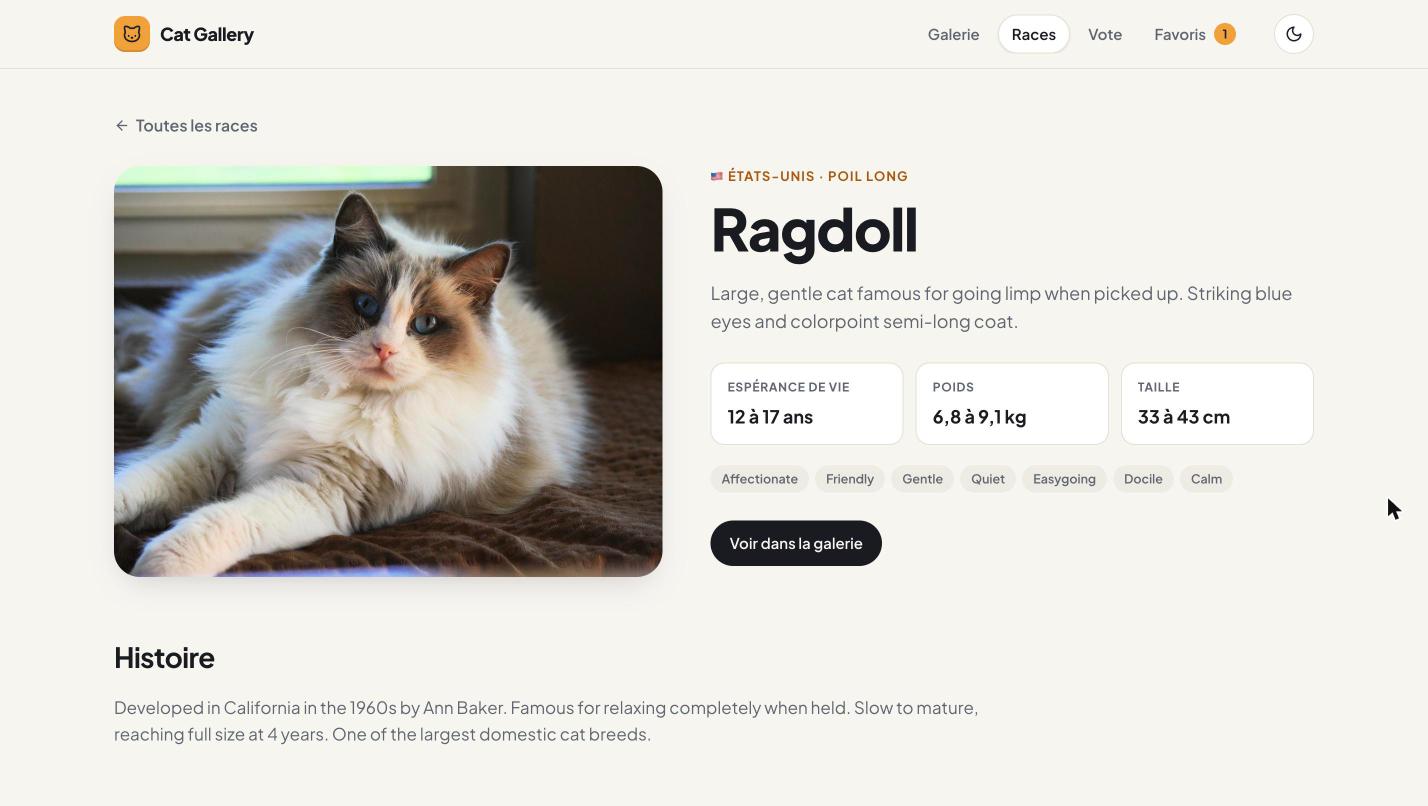 Cat Gallery
Galerie
Races
Vote
Favoris 1
← Toutes les races
ÉTATS-UNIS · POIL LONG
Ragdoll
Large, gentle cat famous for going limp when picked up. Striking blue
eyes and colorpoint semi-long coat.
ESPÉRANCE DE VIE
12 à 17 ans
POIDS
6,8 à 9,1 kg
TAILLE
33 à 43 cm
Affectionate
Friendly
Gentle
Quiet
Easygoing
Docile
Calm
Voir dans la galerie
Histoire
Developed in California in the 1960s by Ann Baker. Famous for relaxing completely when held. Slow to mature,
reaching full size at 4 years. One of the largest domestic cat breeds.